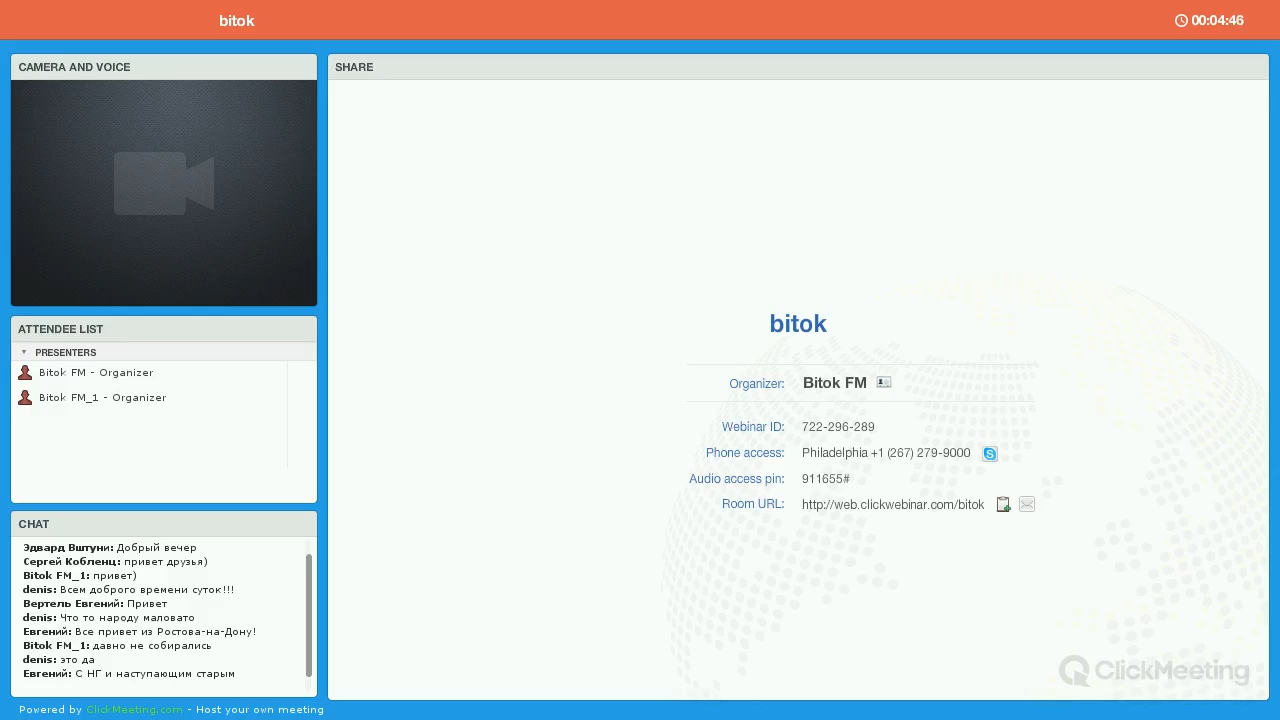 bitok
00:04:46
CAMERA AND VOICE
SHARE
ATTENDEE LIST
PRESENTERS
Bitok FM - Organizer
Bitok FM_1 - Organizer
bitok
Organizer: Bitok FM
Webinar ID: 722-296-289
Phone access: Philadelphia +1 (267) 279-9000
Audio access pin: 911655#
Room URL: http://web.clickwebinar.com/bitok
CHAT
Эдвард Вштуни: Добрый вечер
Сергей Кобленц: привет друзья)
Bitok FM_1: привет)
denis: Всем доброго времени суток!!!
Вертель Евгений: Привет
denis: Что то народу маловато
Евгений: Все привет из Ростова-на-Дону!
Bitok FM_1: давно не собирались
denis: это да
Евгений: С НГ и наступающим старым
ClickMeeting
Powered by ClickMeeting.com - Host your own meeting